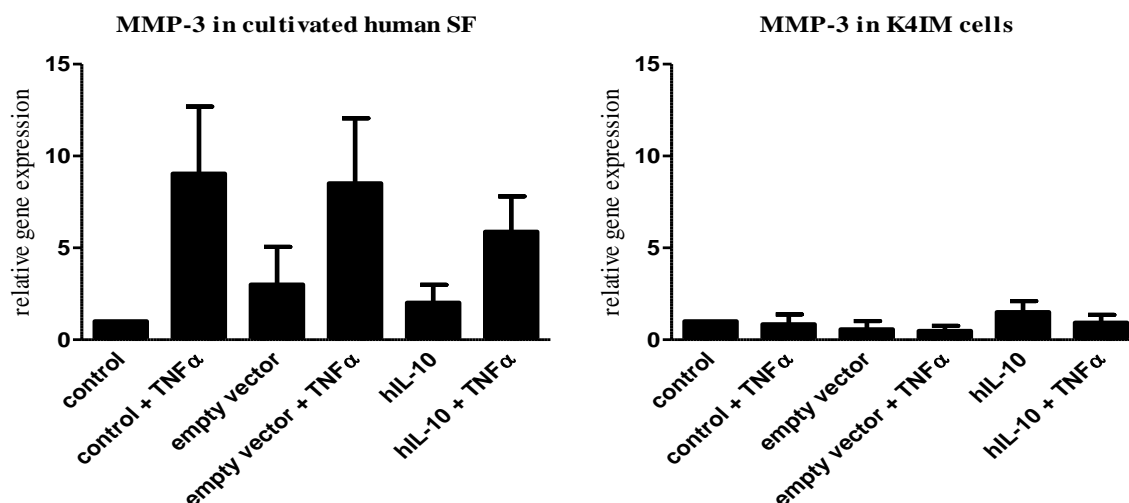 MMP-3 in cultivated human SF
15
10
5
0
relative gene expression
control
control + TNFα
empty vector
empty vector + TNFα
hIL-10
hIL-10 + TNFα
MMP-3 in K4IM cells
15
10
5
0
relative gene expression
control
control + TNFα
empty vector
empty vector + TNFα
hIL-10
hIL-10 + TNFα